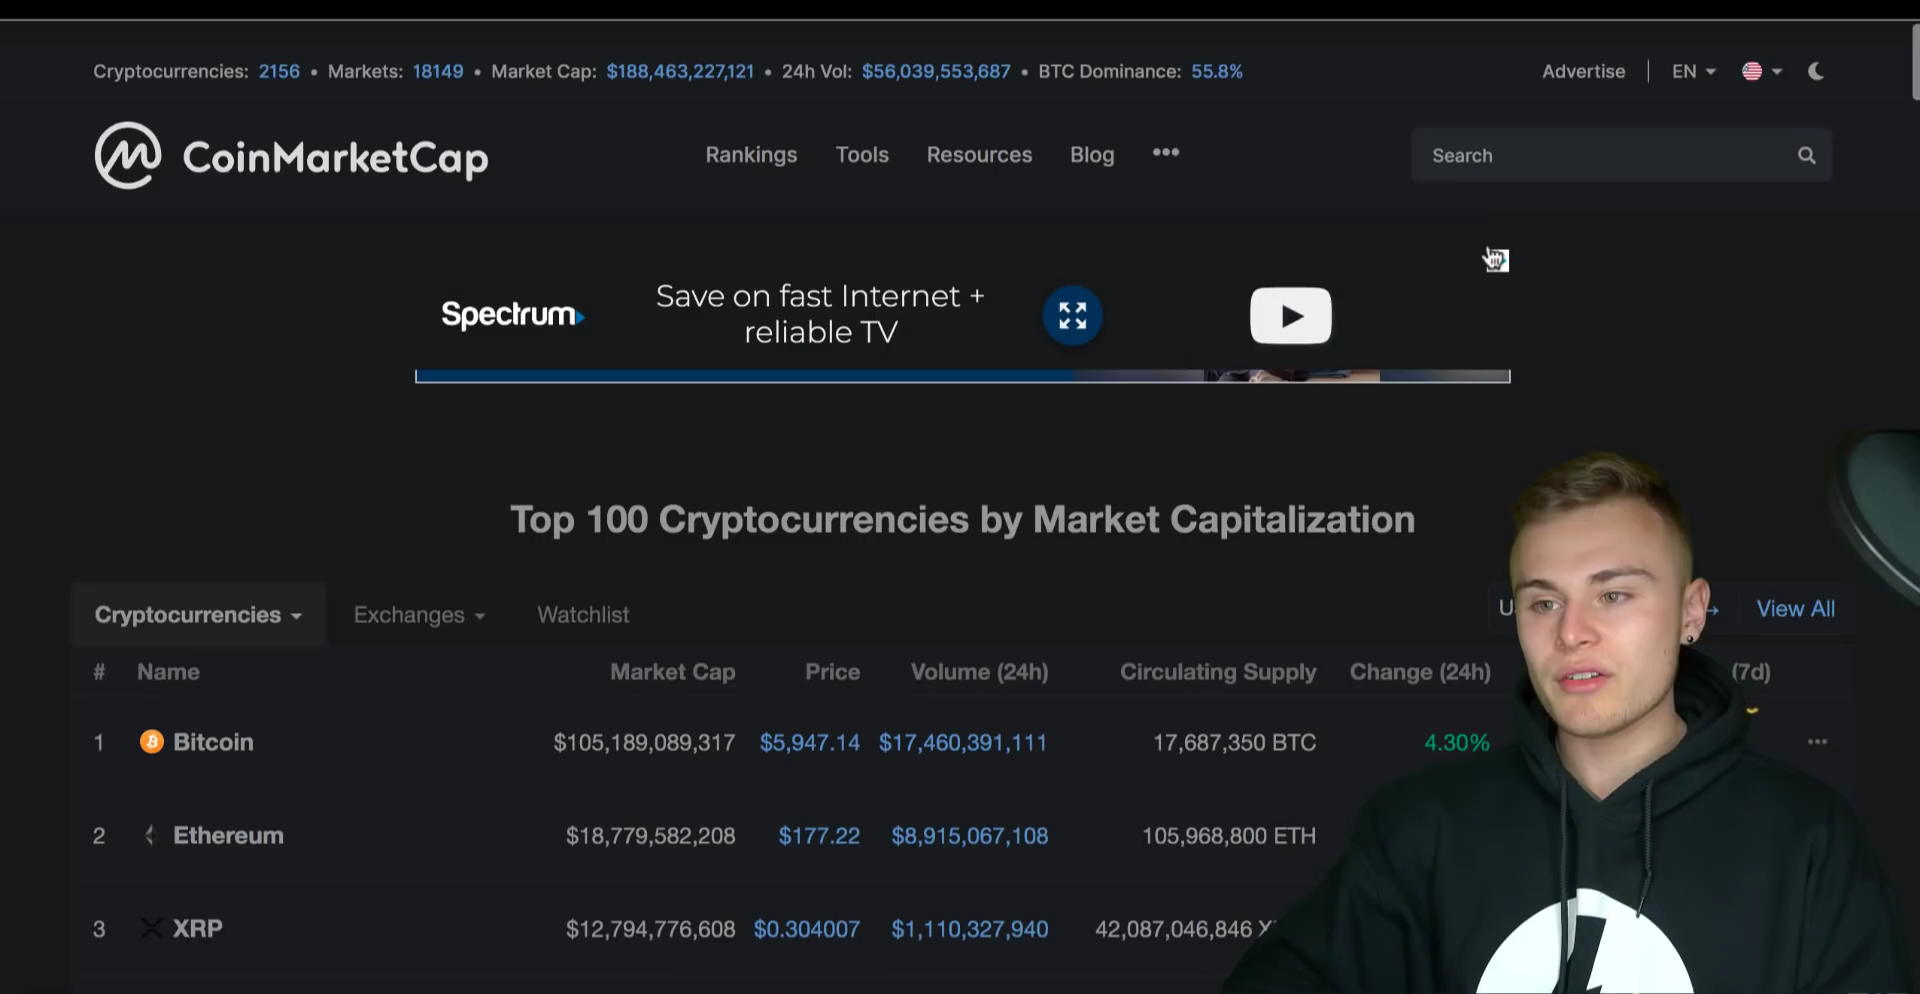 Cryptocurrencies: 2156 • Markets: 18149 • Market Cap: $188,463,227,121 • 24h Vol: $56,039,553,687 • BTC Dominance: 55.8% Advertise EN
CoinMarketCap Rankings Tools Resources Blog ••• Search
Spectrum
Save on fast Internet +
reliable TV
Top 100 Cryptocurrencies by Market Capitalization
Cryptocurrencies Exchanges Watchlist View All
# Name Market Cap Price Volume (24h) Circulating Supply Change (24h) (7d)
1 Bitcoin $105,189,089,317 $5,947.14 $17,460,391,111 17,687,350 BTC 4.30%
2 Ethereum $18,779,582,208 $177.22 $8,915,067,108 105,968,800 ETH
3 XRP $12,794,776,608 $0.304007 $1,110,327,940 42,087,046,846